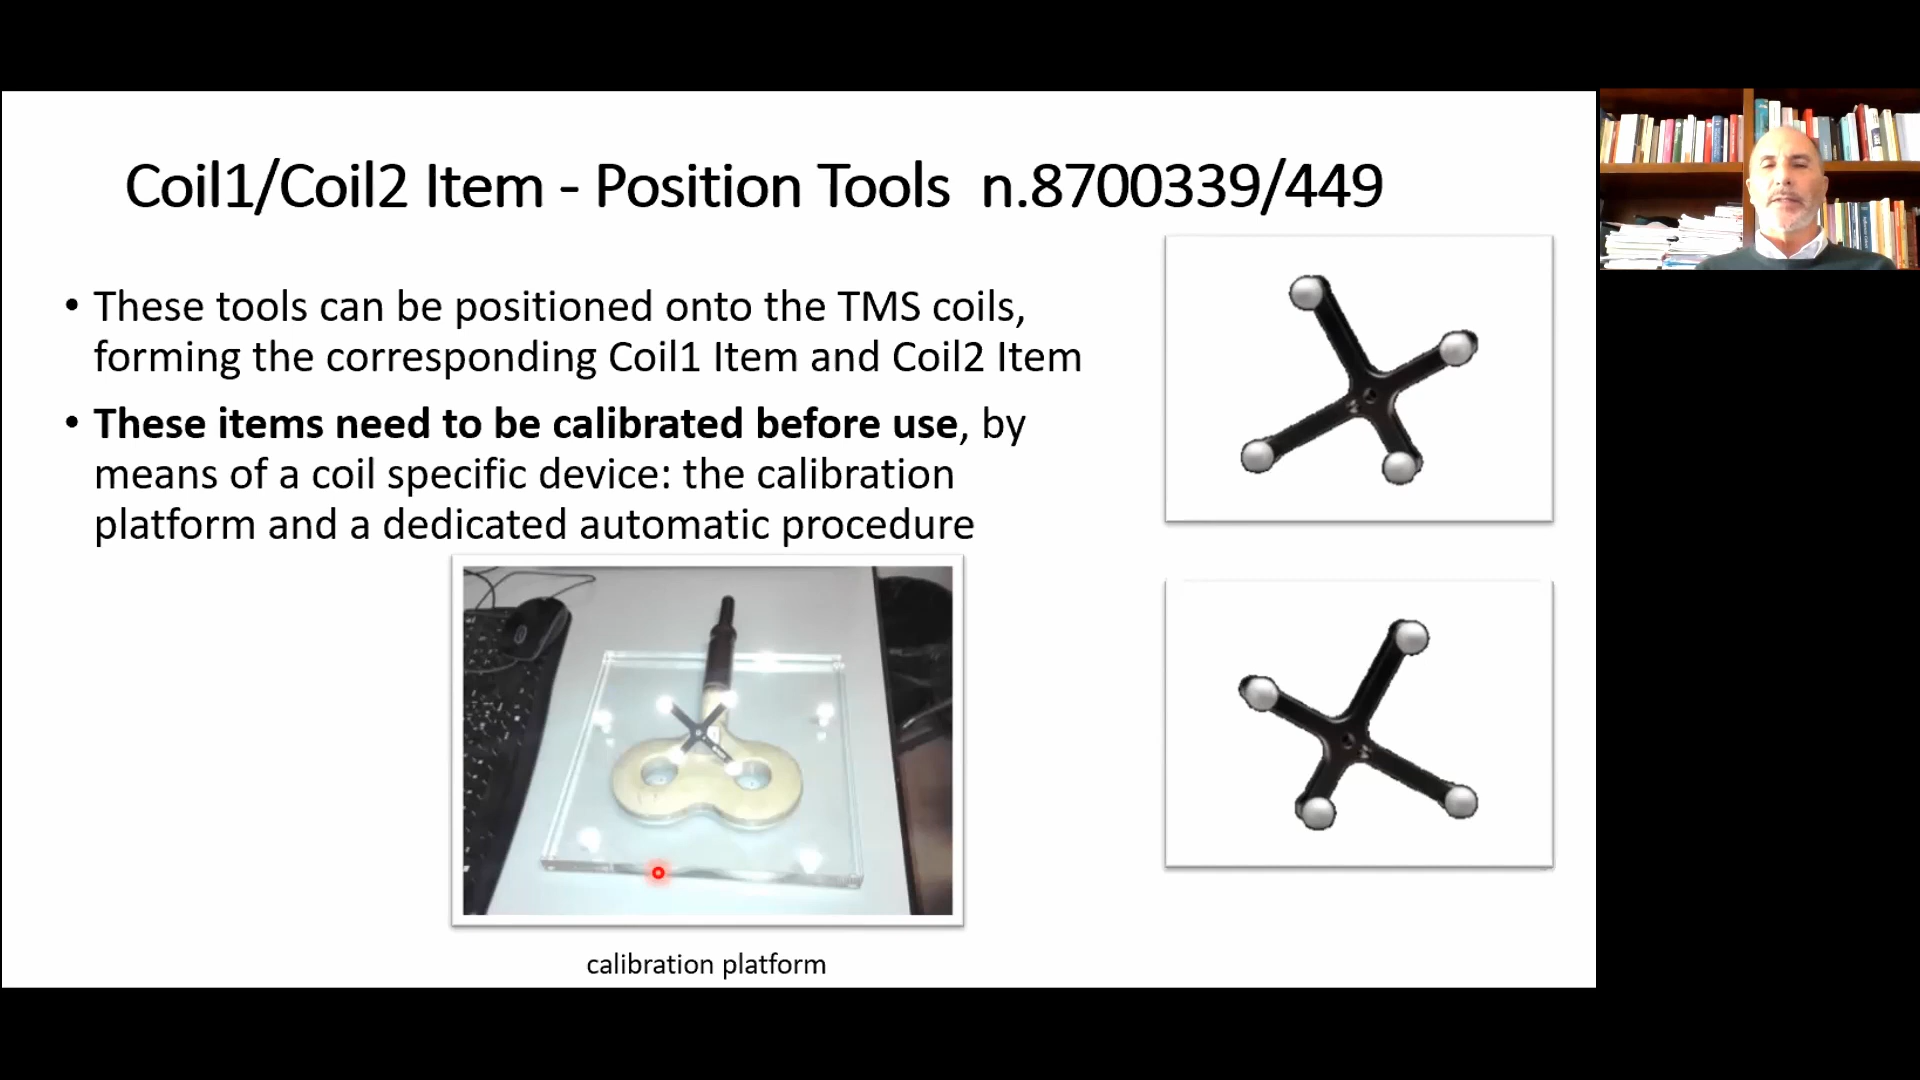 Coil1/Coil2 Item - Position Tools n.8700339/449
• These tools can be positioned onto the TMS coils,
forming the corresponding Coil1 Item and Coil2 Item
• These items need to be calibrated before use, by
means of a coil specific device: the calibration
platform and a dedicated automatic procedure
calibration platform